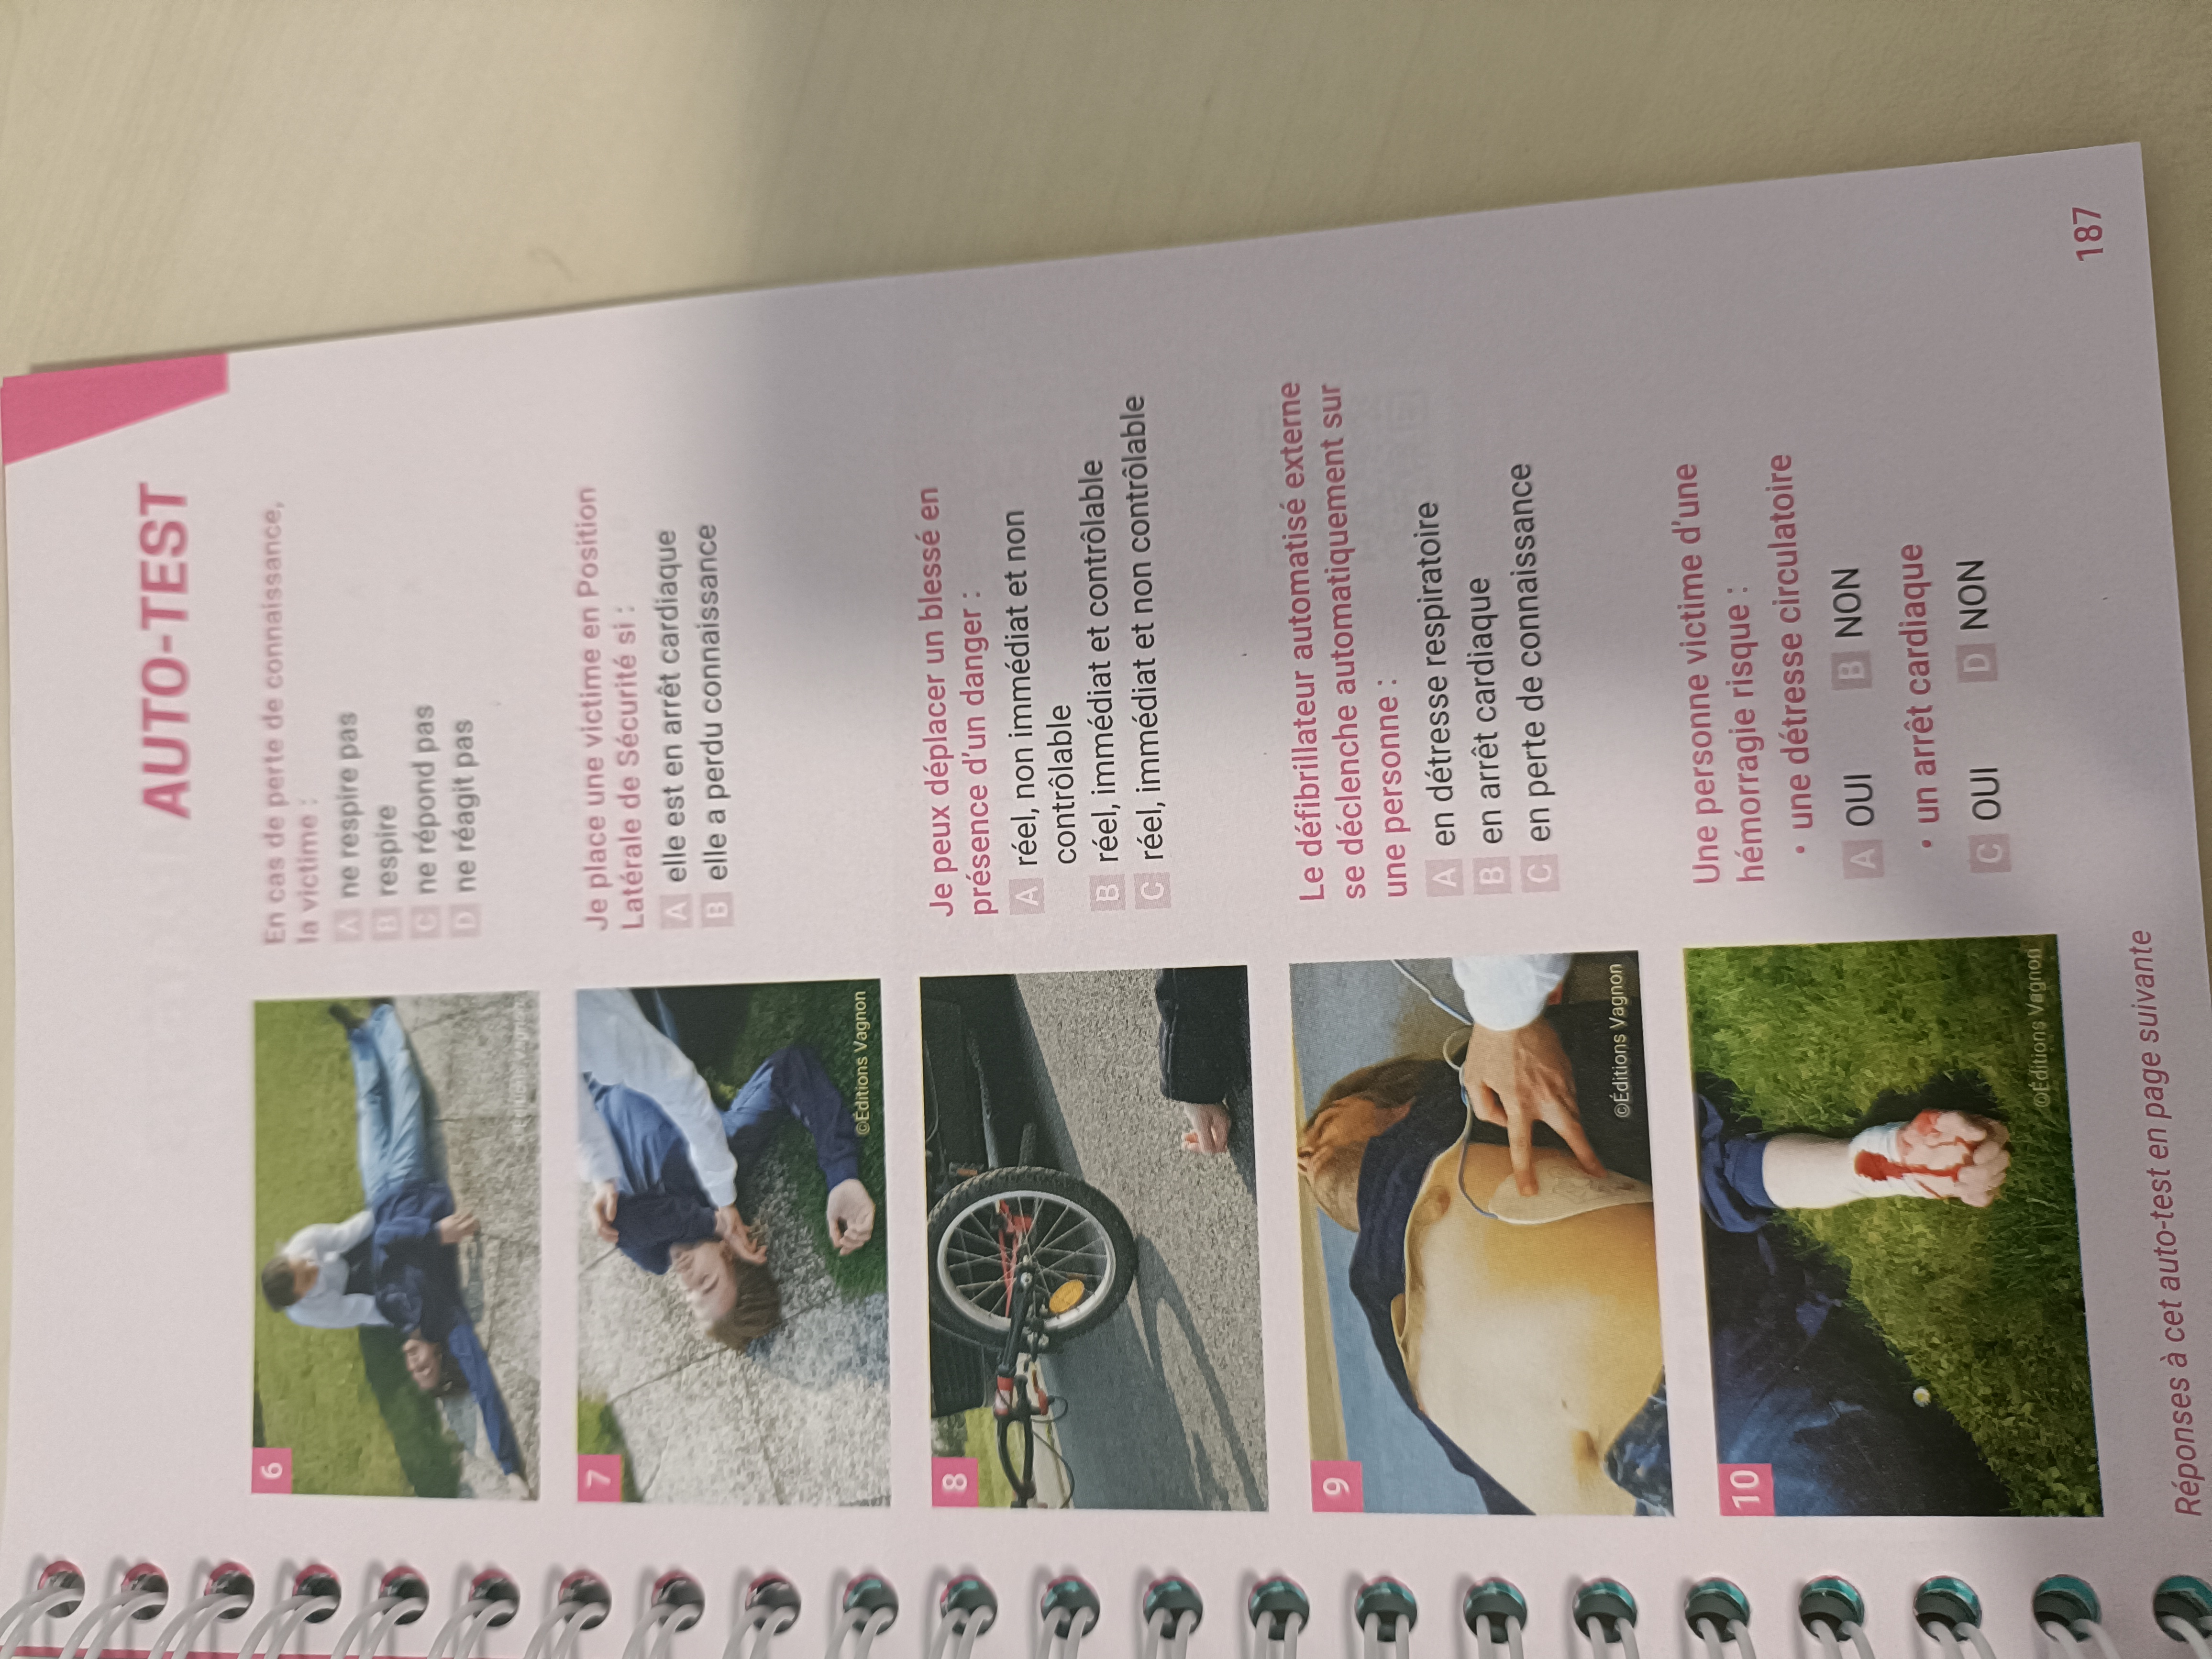 AUTO-TEST
6
En cas de perte de connaissance,
la victime :
A ne respire pas
B respire
C ne répond pas
D ne réagit pas
7
©Éditions Vagnon
Je place une victime en Position
Latérale de Sécurité si :
A elle est en arrêt cardiaque
B elle a perdu connaissance
8
Je peux déplacer un blessé en
présence d'un danger :
A réel, non immédiat et non
contrôlable
B réel, immédiat et contrôlable
C réel, immédiat et non contrôlable
9
©Éditions Vagnon
Le défibrillateur automatisé externe
se déclenche automatiquement sur
une personne :
A en détresse respiratoire
B en arrêt cardiaque
C en perte de connaissance
10
©Éditions Vagnon
Une personne victime d'une
hémorragie risque :
• une détresse circulatoire
A OUI B NON
• un arrêt cardiaque
C OUI D NON
Réponses à cet auto-test en page suivante
187